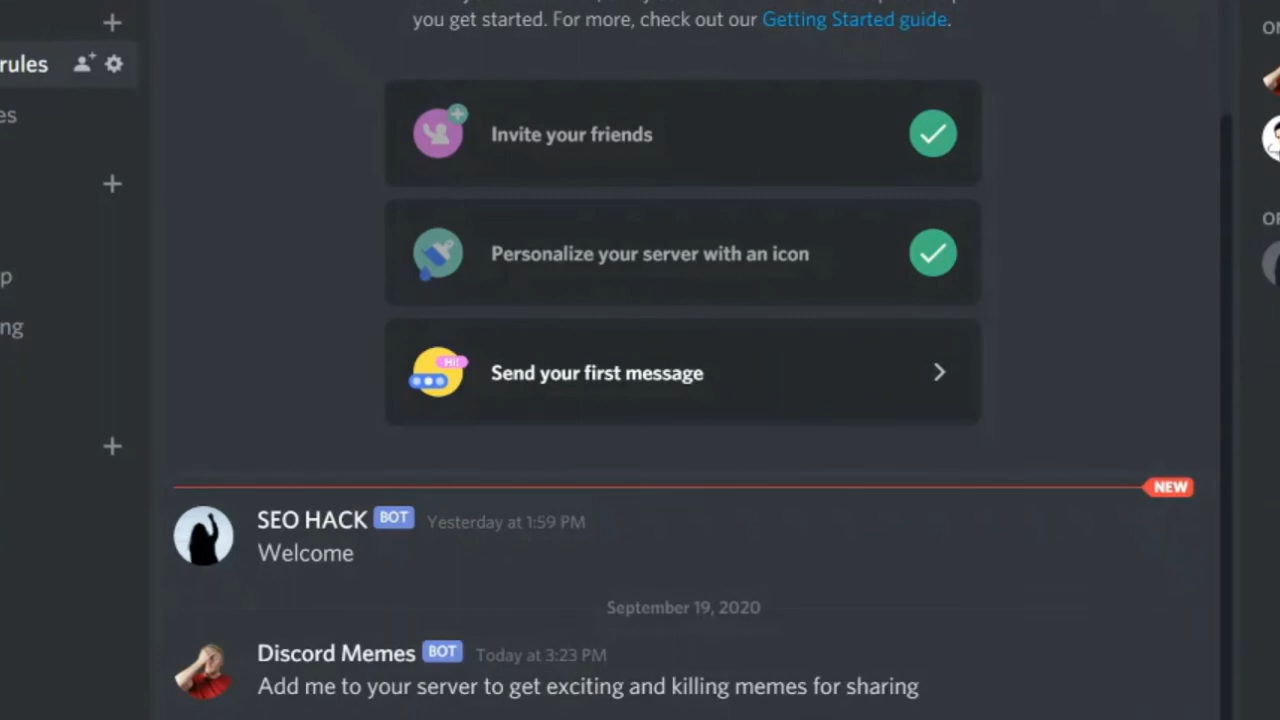 you get started. For more, check out our Getting Started guide.
rules
es
Invite your friends
Personalize your server with an icon
p
ng
Hi!
Send your first message
NEW
SEO HACK BOT Yesterday at 1:59 PM
Welcome
September 19, 2020
Discord Memes BOT Today at 3:23 PM
Add me to your server to get exciting and killing memes for sharing